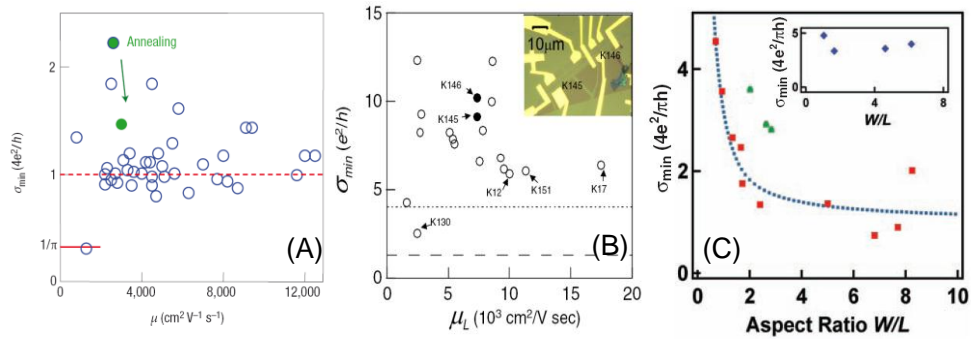 2
1
1/π
0
σmin (4e²/h)
Annealing
(A)
0
4,000
8,000
12,000
μ (cm² V⁻¹ s⁻¹)
15
10
5
0
σmin (e²/h)
10μm
K146
K145
K146
K145
K12
K151
K17
K130
(B)
0
5
10
15
20
μL (10³ cm²/V sec)
4
2
0
σmin (4e²/πh)
5
0
σmin (4e²/πh)
0
4
8
W/L
(C)
0
2
4
6
8
10
Aspect Ratio W/L